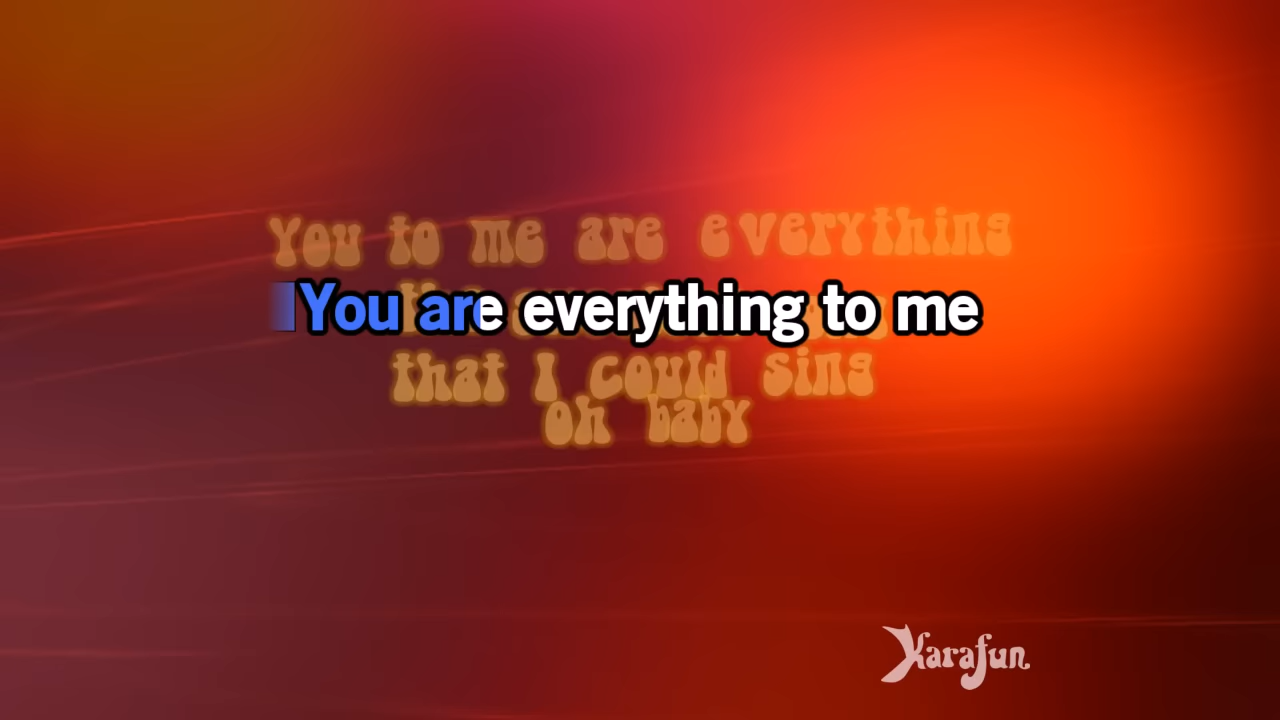 You to me are everything
You are everything to me
that I could sing
oh baby
Karafun